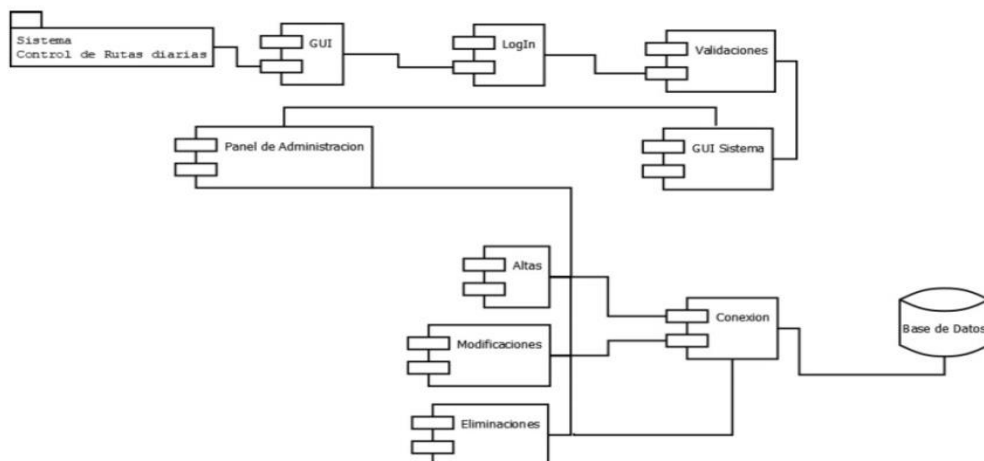 Sistema
Control de Rutas diarias
GUI
LogIn
Validaciones
Panel de Administracion
GUI Sistema
Altas
Conexion
Base de Datos
Modificaciones
Eliminaciones